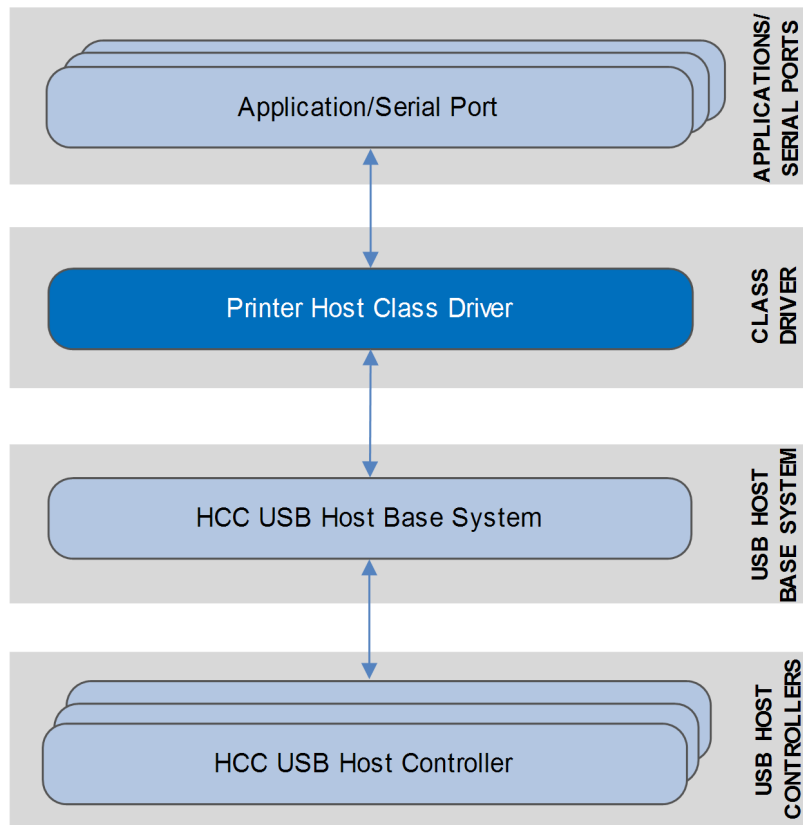 Application/Serial Port
APPLICATIONS/
SERIAL PORTS
Printer Host Class Driver
CLASS
DRIVER
HCC USB Host Base System
USB HOST
BASE SYSTEM
HCC USB Host Controller
USB HOST
CONTROLLERS